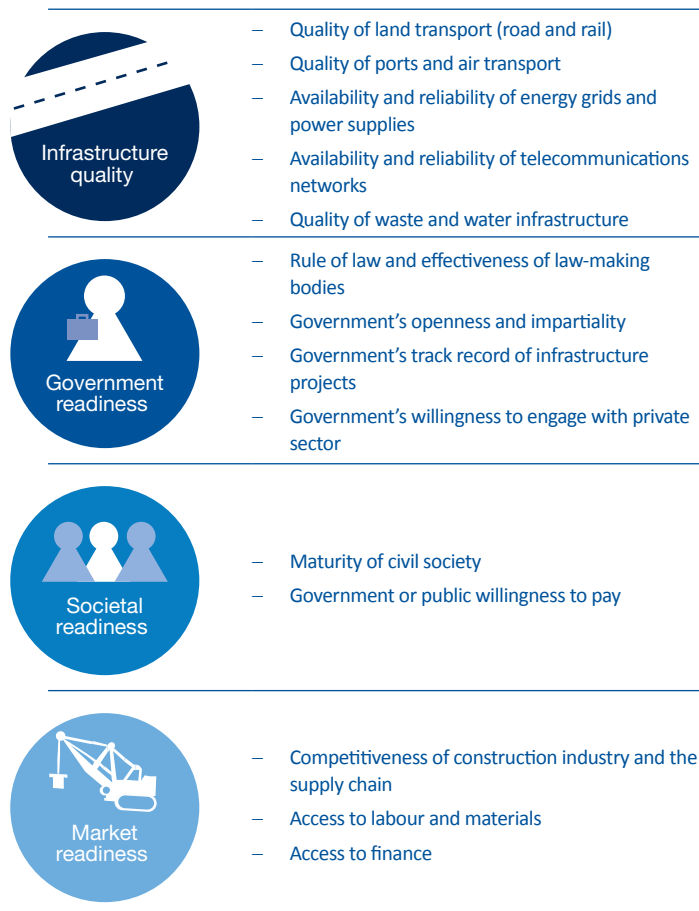 Infrastructure
quality
– Quality of land transport (road and rail)
– Quality of ports and air transport
– Availability and reliability of energy grids and
power supplies
– Availability and reliability of telecommunications
networks
– Quality of waste and water infrastructure
Government
readiness
– Rule of law and effectiveness of law-making
bodies
– Government’s openness and impartiality
– Government’s track record of infrastructure
projects
– Government’s willingness to engage with private
sector
Societal
readiness
– Maturity of civil society
– Government or public willingness to pay
Market
readiness
– Competitiveness of construction industry and the
supply chain
– Access to labour and materials
– Access to finance